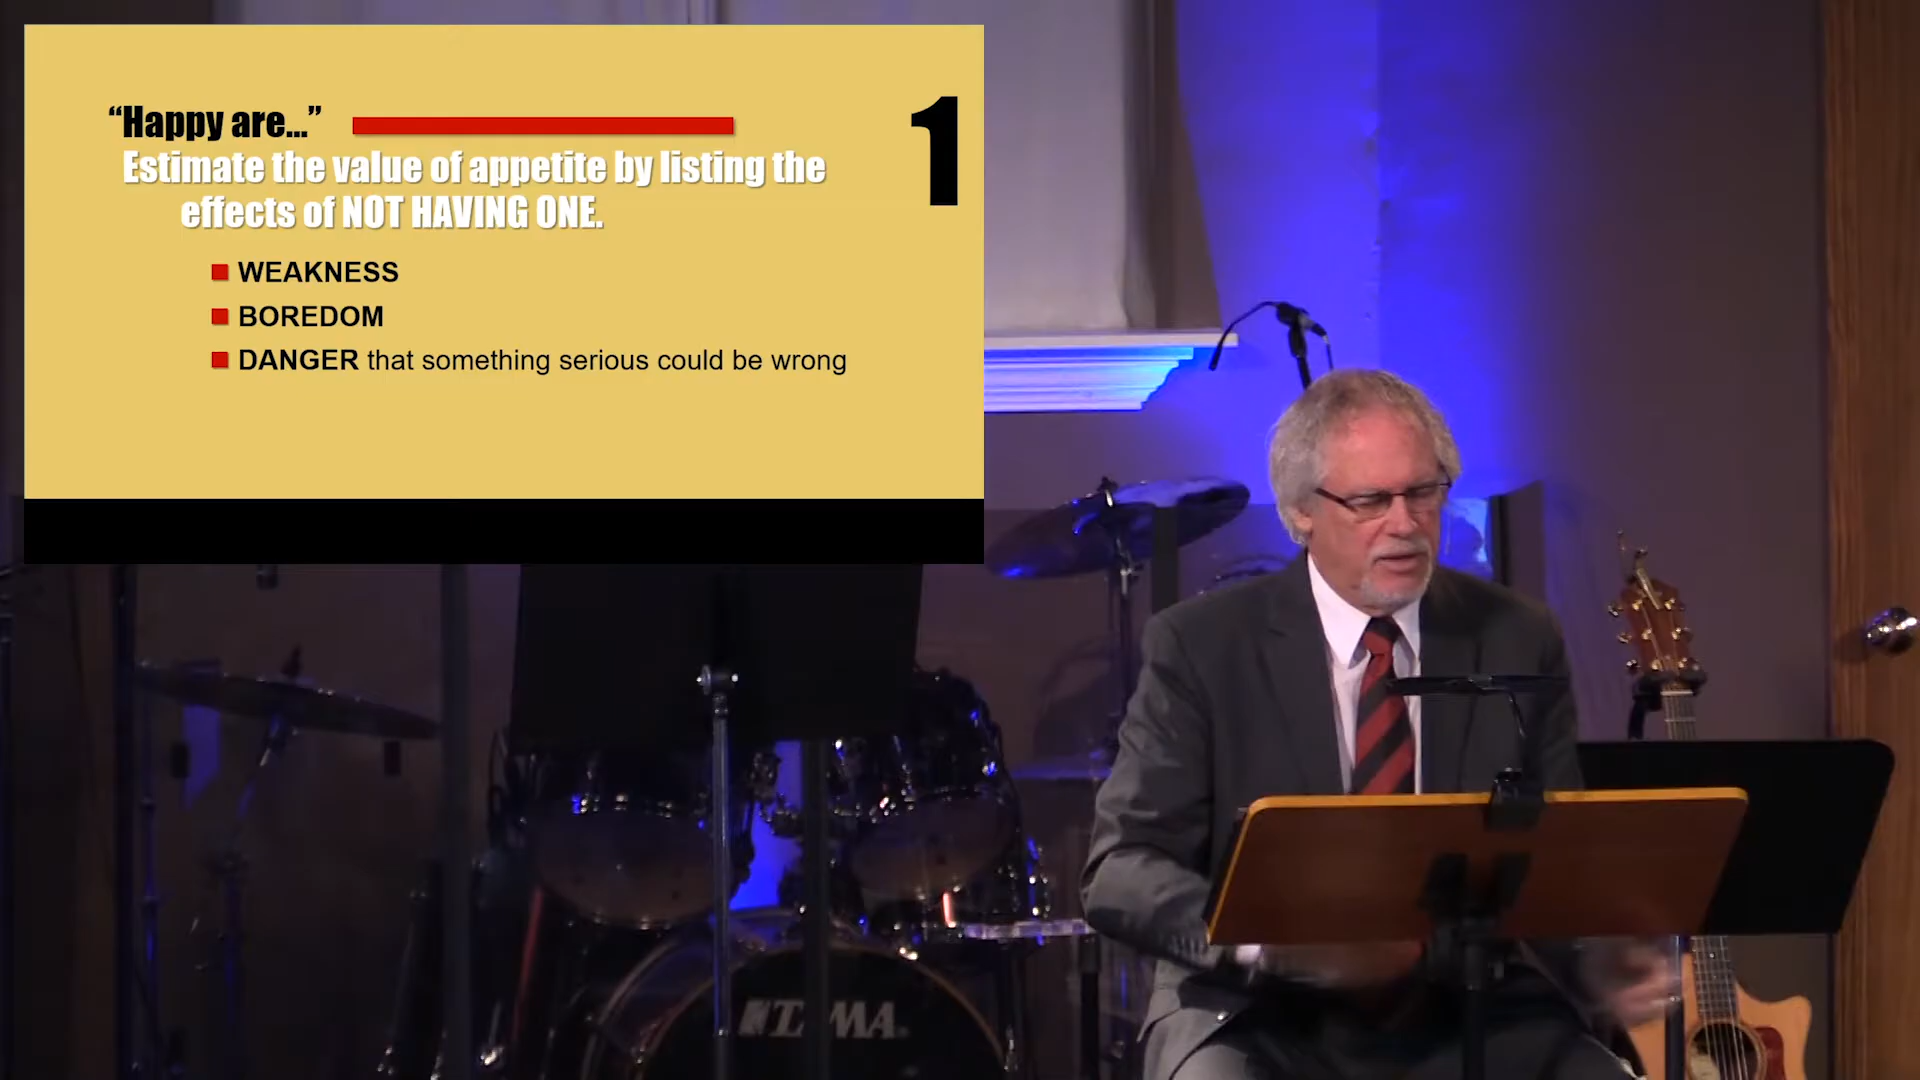 “Happy are...”
1
Estimate the value of appetite by listing the
effects of NOT HAVING ONE.
WEAKNESS
BOREDOM
DANGER that something serious could be wrong
TAMA